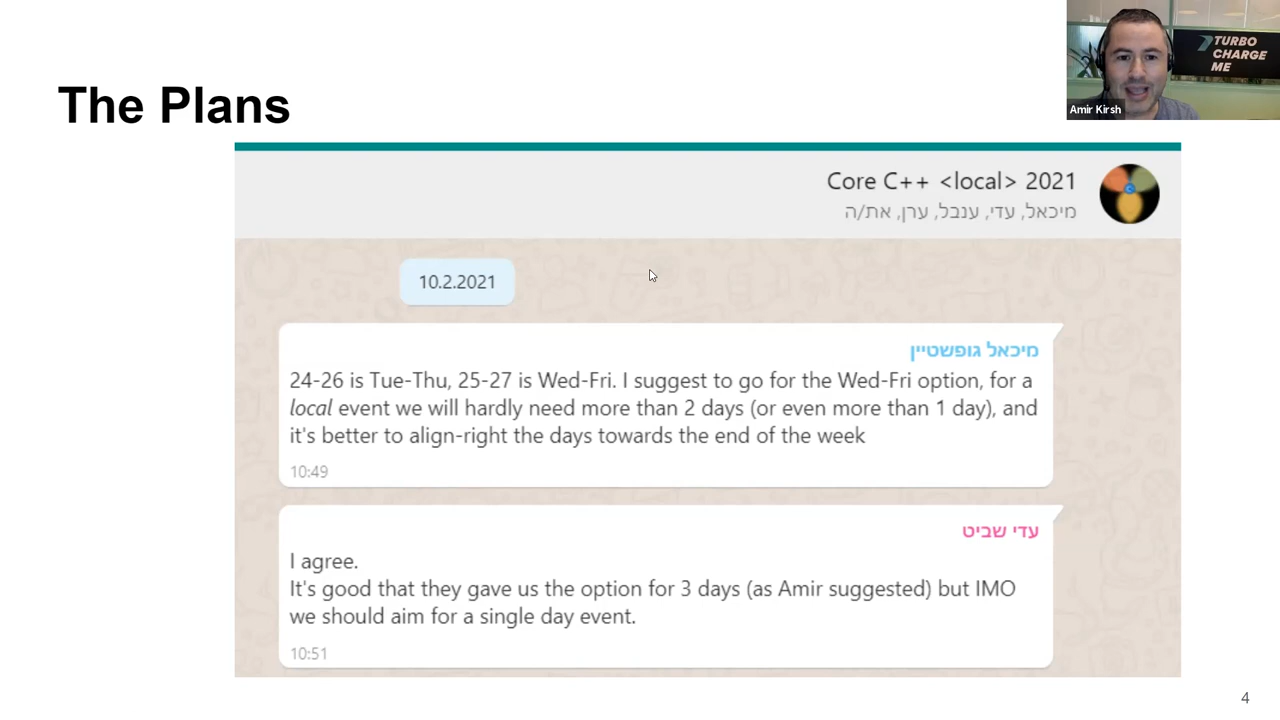 TURBO
CHARGE
ME
Amir Kirsh
The Plans
Core C++ <local> 2021
מיכאל, עדי, ענבל, ערן, את/ה
10.2.2021
מיכאל גופשטיין
24-26 is Tue-Thu, 25-27 is Wed-Fri. I suggest to go for the Wed-Fri option, for a
local event we will hardly need more than 2 days (or even more than 1 day), and
it's better to align-right the days towards the end of the week
10:49
עדי שביט
I agree.
It's good that they gave us the option for 3 days (as Amir suggested) but IMO
we should aim for a single day event.
10:51
4